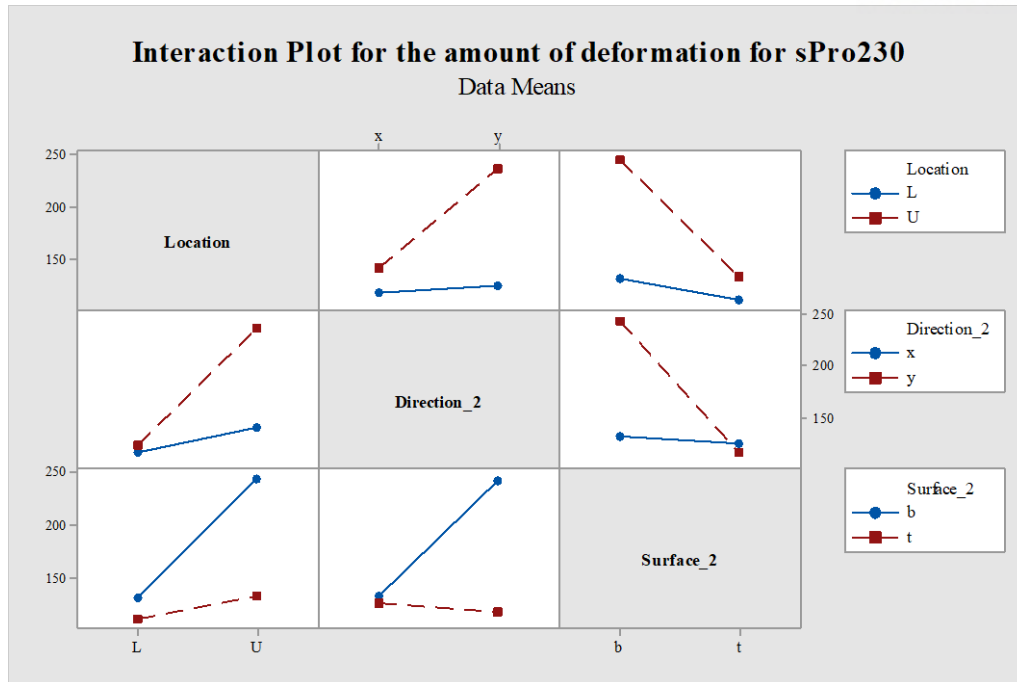 Interaction Plot for the amount of deformation for sPro230
Data Means
x y
250
200
150
Location
Location
L
U
Direction_2
250
200
150
Direction_2
x
y
250
200
150
Surface_2
Surface_2
b
t
L U b t